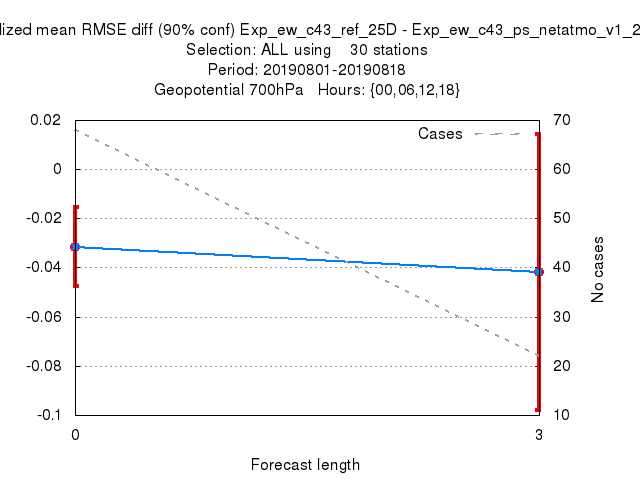 lized mean RMSE diff (90% conf) Exp_ew_c43_ref_25D - Exp_ew_c43_ps_netatmo_v1_2
Selection: ALL using 30 stations
Period: 20190801-20190818
Geopotential 700hPa Hours: {00,06,12,18}
0.02
0
-0.02
-0.04
-0.06
-0.08
-0.1
Cases
70
60
50
40
30
20
10
No cases
0
3
Forecast length